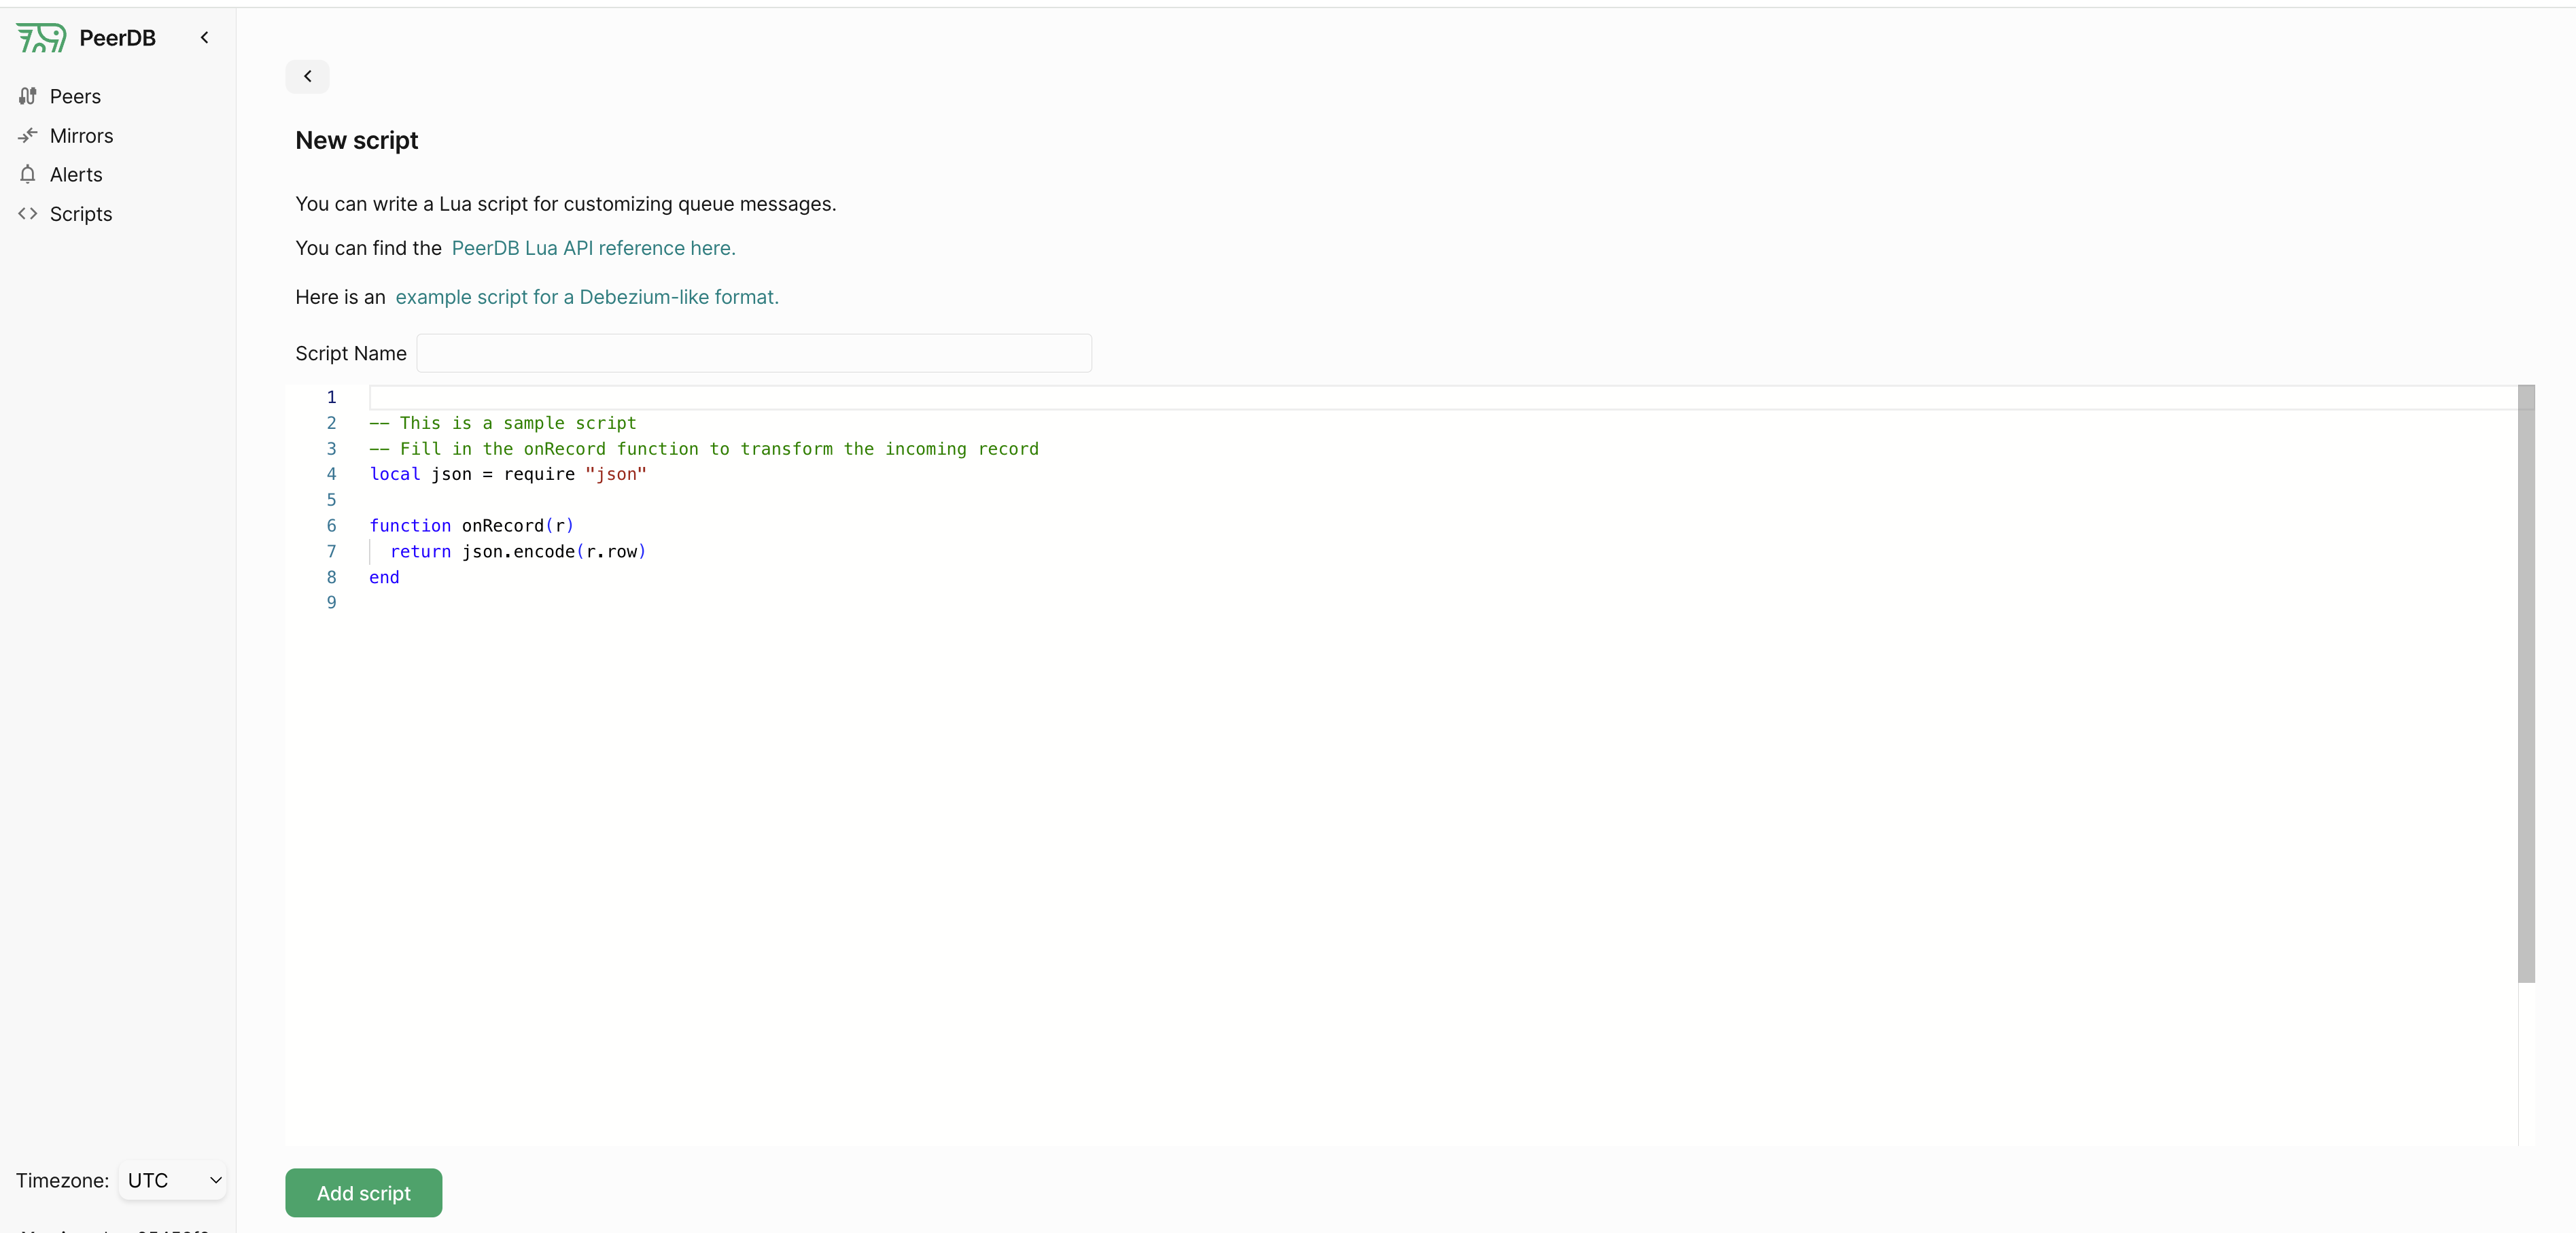 PeerDB
Peers
Mirrors
Alerts
Scripts
New script
You can write a Lua script for customizing queue messages.
You can find the PeerDB Lua API reference here.
Here is an example script for a Debezium-like format.
Script Name
1
2 -- This is a sample script
3 -- Fill in the onRecord function to transform the incoming record
4 local json = require "json"
5
6 function onRecord(r)
7 return json.encode(r.row)
8 end
9
Timezone: UTC
Add script